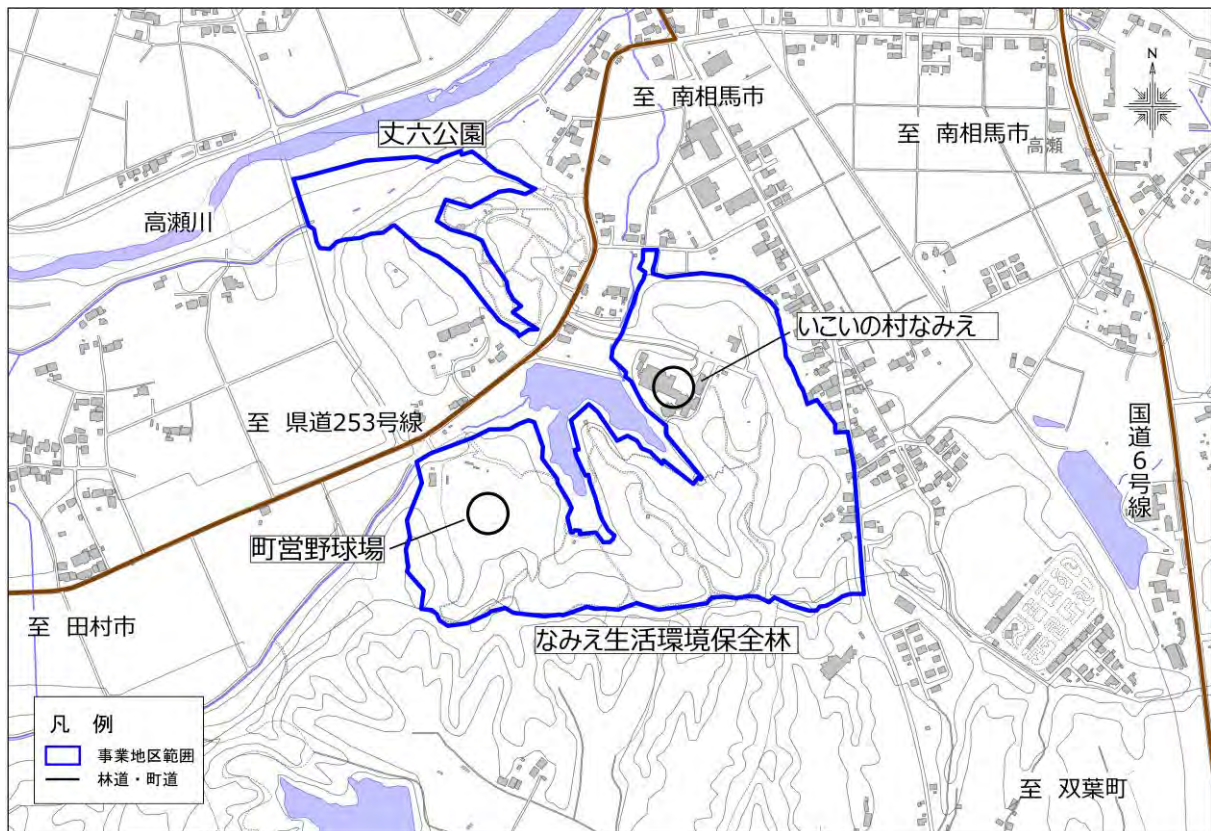 N
至 南相馬市
丈六公園
至 南相馬市
高瀬
高瀬川
いこいの村なみえ
至 県道253号線
国道6号線
町営野球場
至 田村市
なみえ生活環境保全林
凡 例
事業地区範囲
林道・町道
至 双葉町